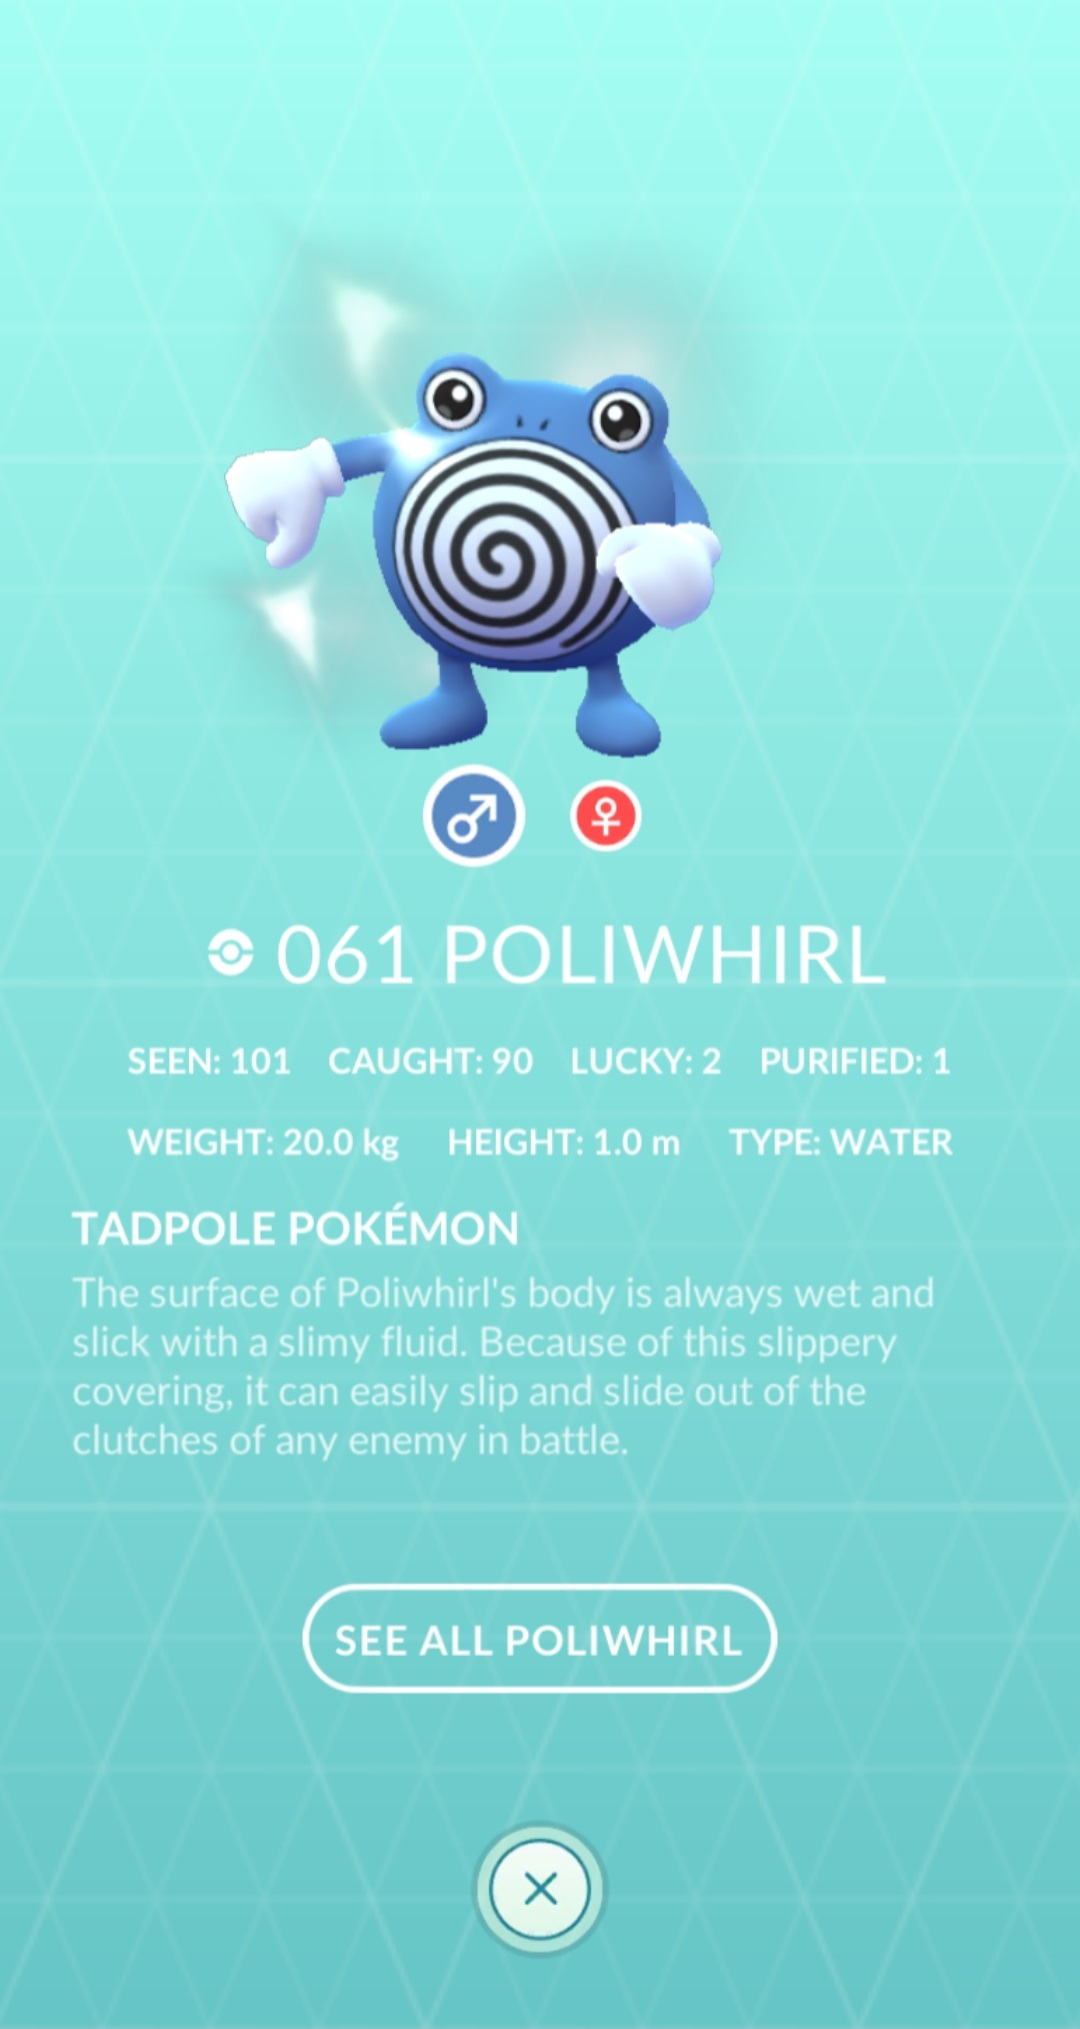 061 POLIWHIRL
SEEN: 101 CAUGHT: 90 LUCKY: 2 PURIFIED: 1
WEIGHT: 20.0 kg HEIGHT: 1.0 m TYPE: WATER
TADPOLE POKÉMON
The surface of Poliwhirl's body is always wet and
slick with a slimy fluid. Because of this slippery
covering, it can easily slip and slide out of the
clutches of any enemy in battle.
SEE ALL POLIWHIRL